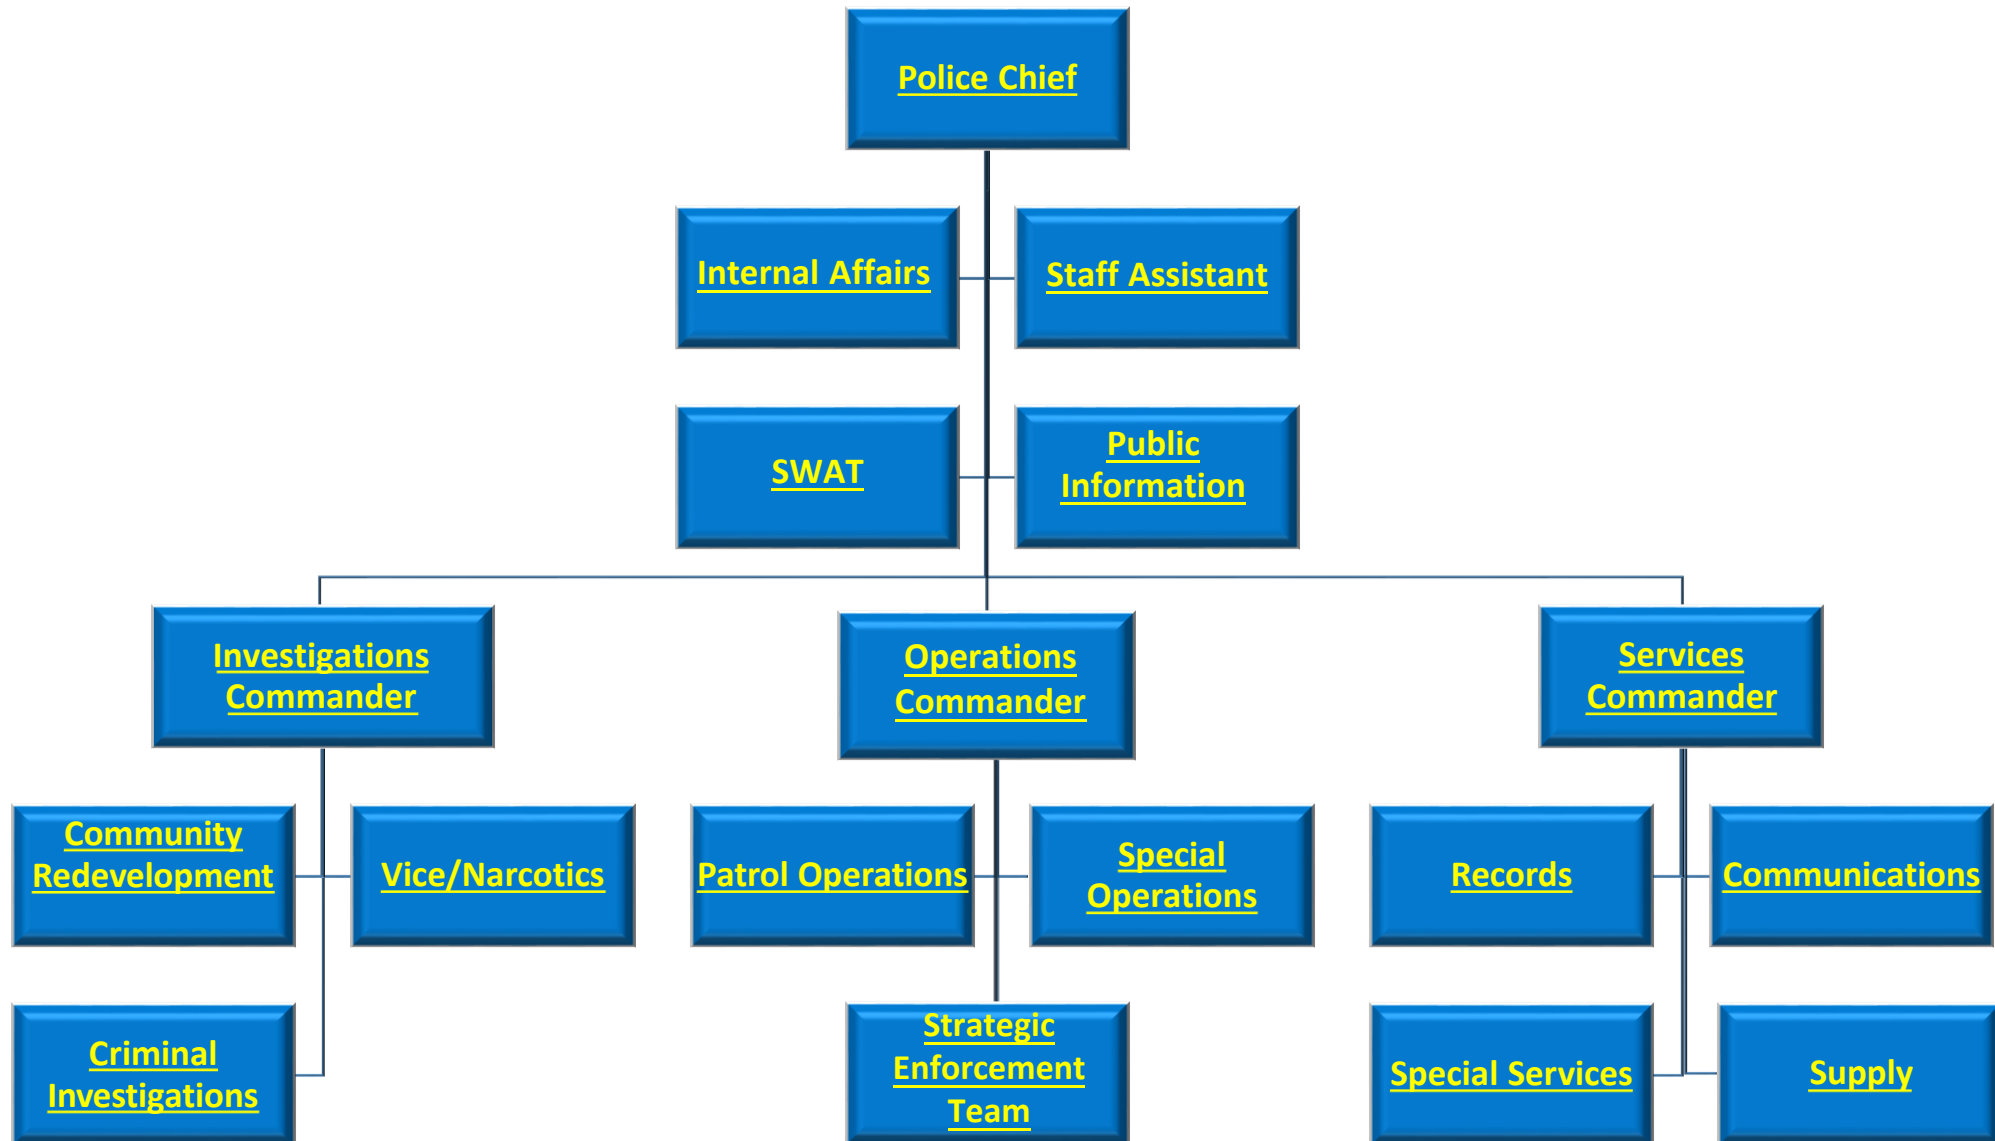 Police Chief
Internal Affairs
Staff Assistant
SWAT
Public
Information
Investigations
Commander
Operations
Commander
Services
Commander
Community
Redevelopment
Vice/Narcotics
Patrol Operations
Special
Operations
Records
Communications
Criminal
Investigations
Strategic
Enforcement
Team
Special Services
Supply